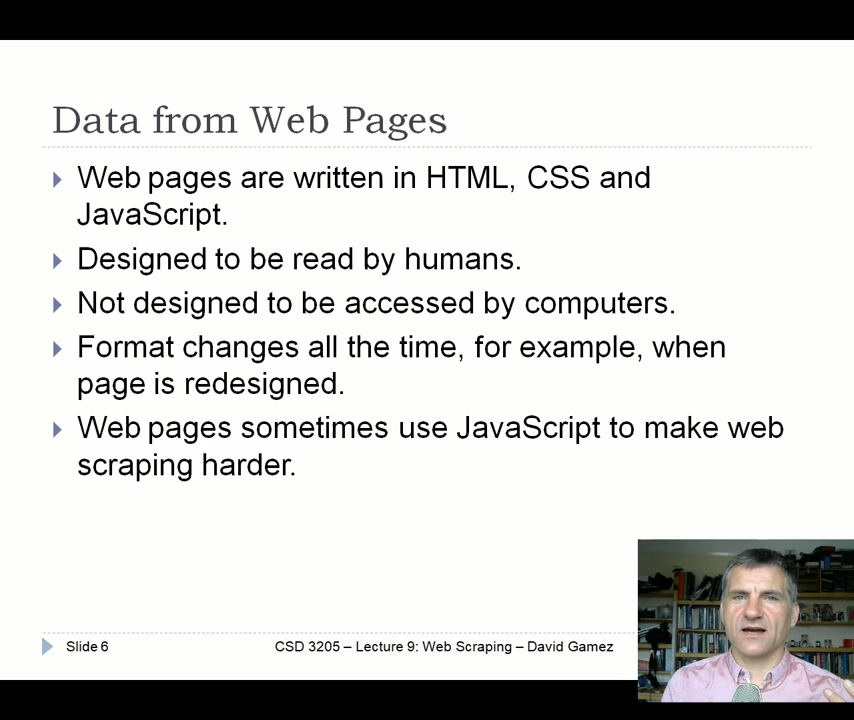 Data from Web Pages
Web pages are written in HTML, CSS and
JavaScript.
Designed to be read by humans.
Not designed to be accessed by computers.
Format changes all the time, for example, when
page is redesigned.
Web pages sometimes use JavaScript to make web
scraping harder.
Slide 6
CSD 3205 – Lecture 9: Web Scraping – David Gamez